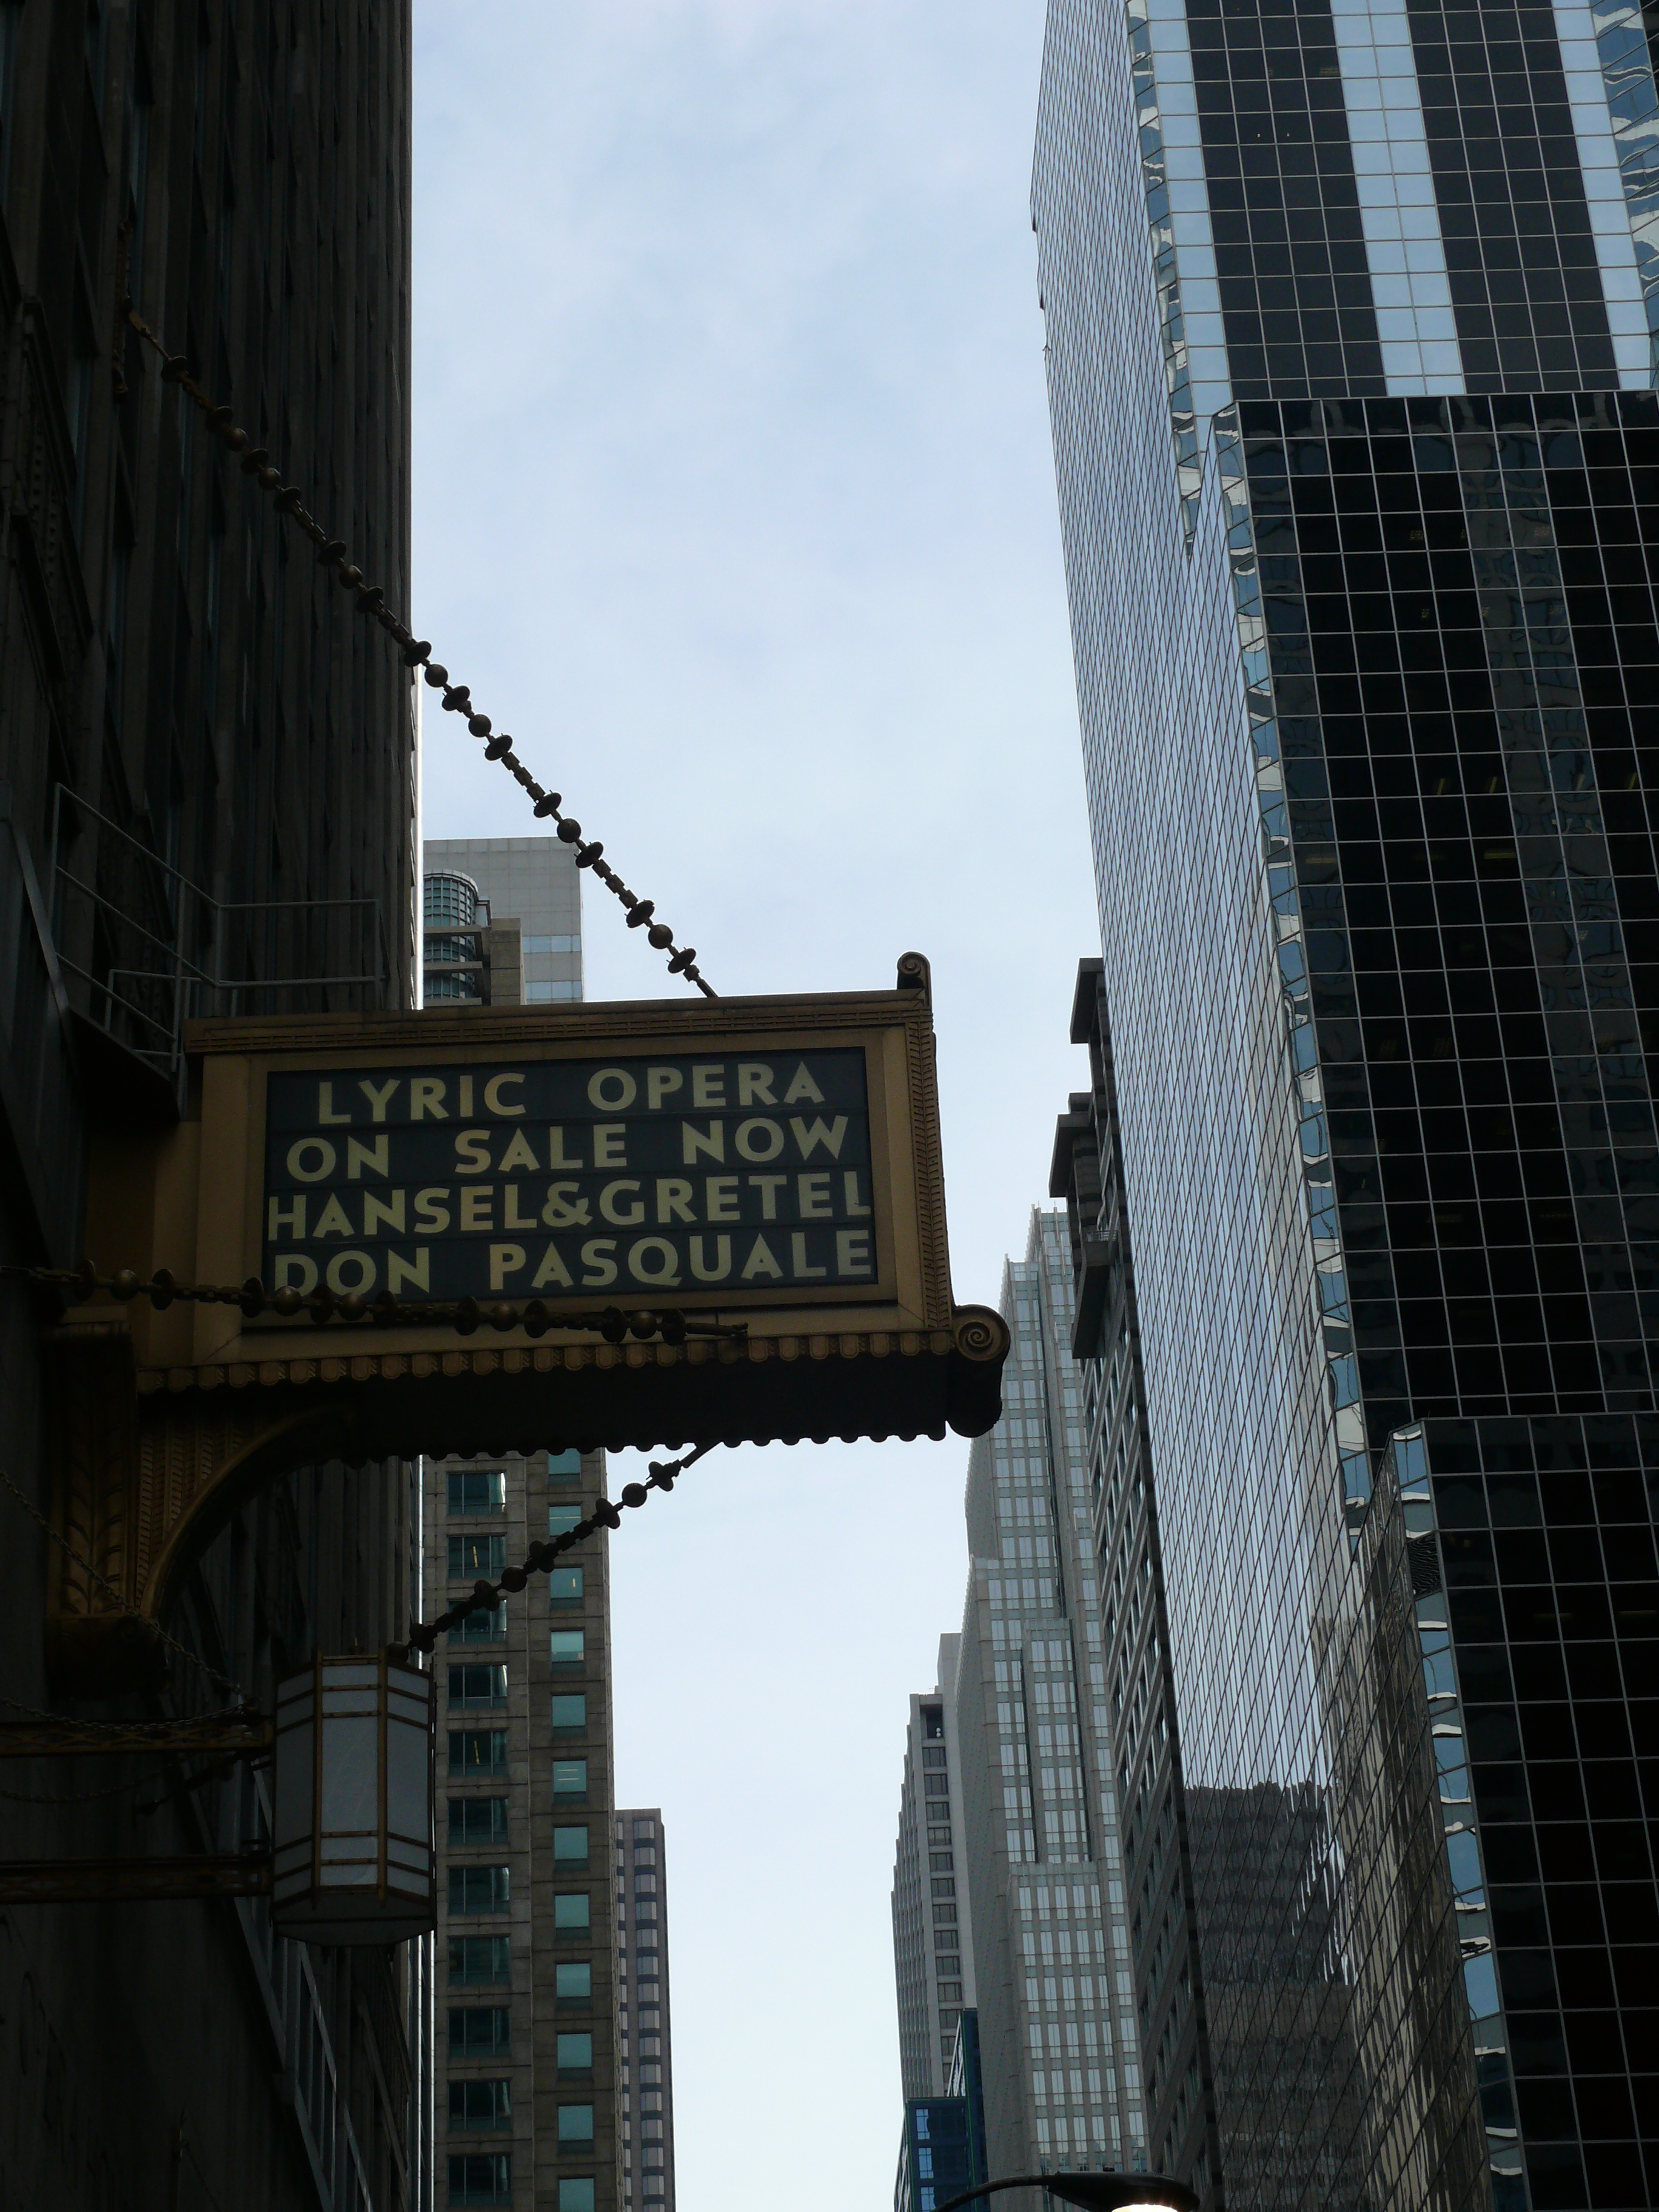 LYRIC OPERA
ON SALE NOW
HANSEL&GRETEL
DON PASQUALE